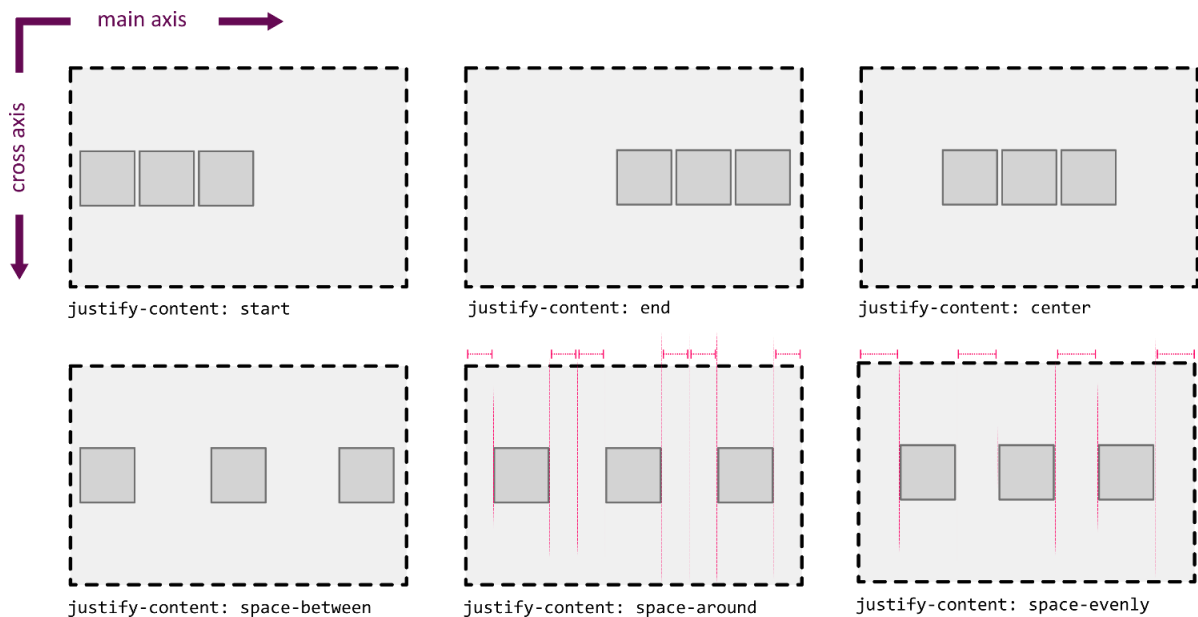 main axis
cross axis
justify-content: start
justify-content: end
justify-content: center
justify-content: space-between
justify-content: space-around
justify-content: space-evenly